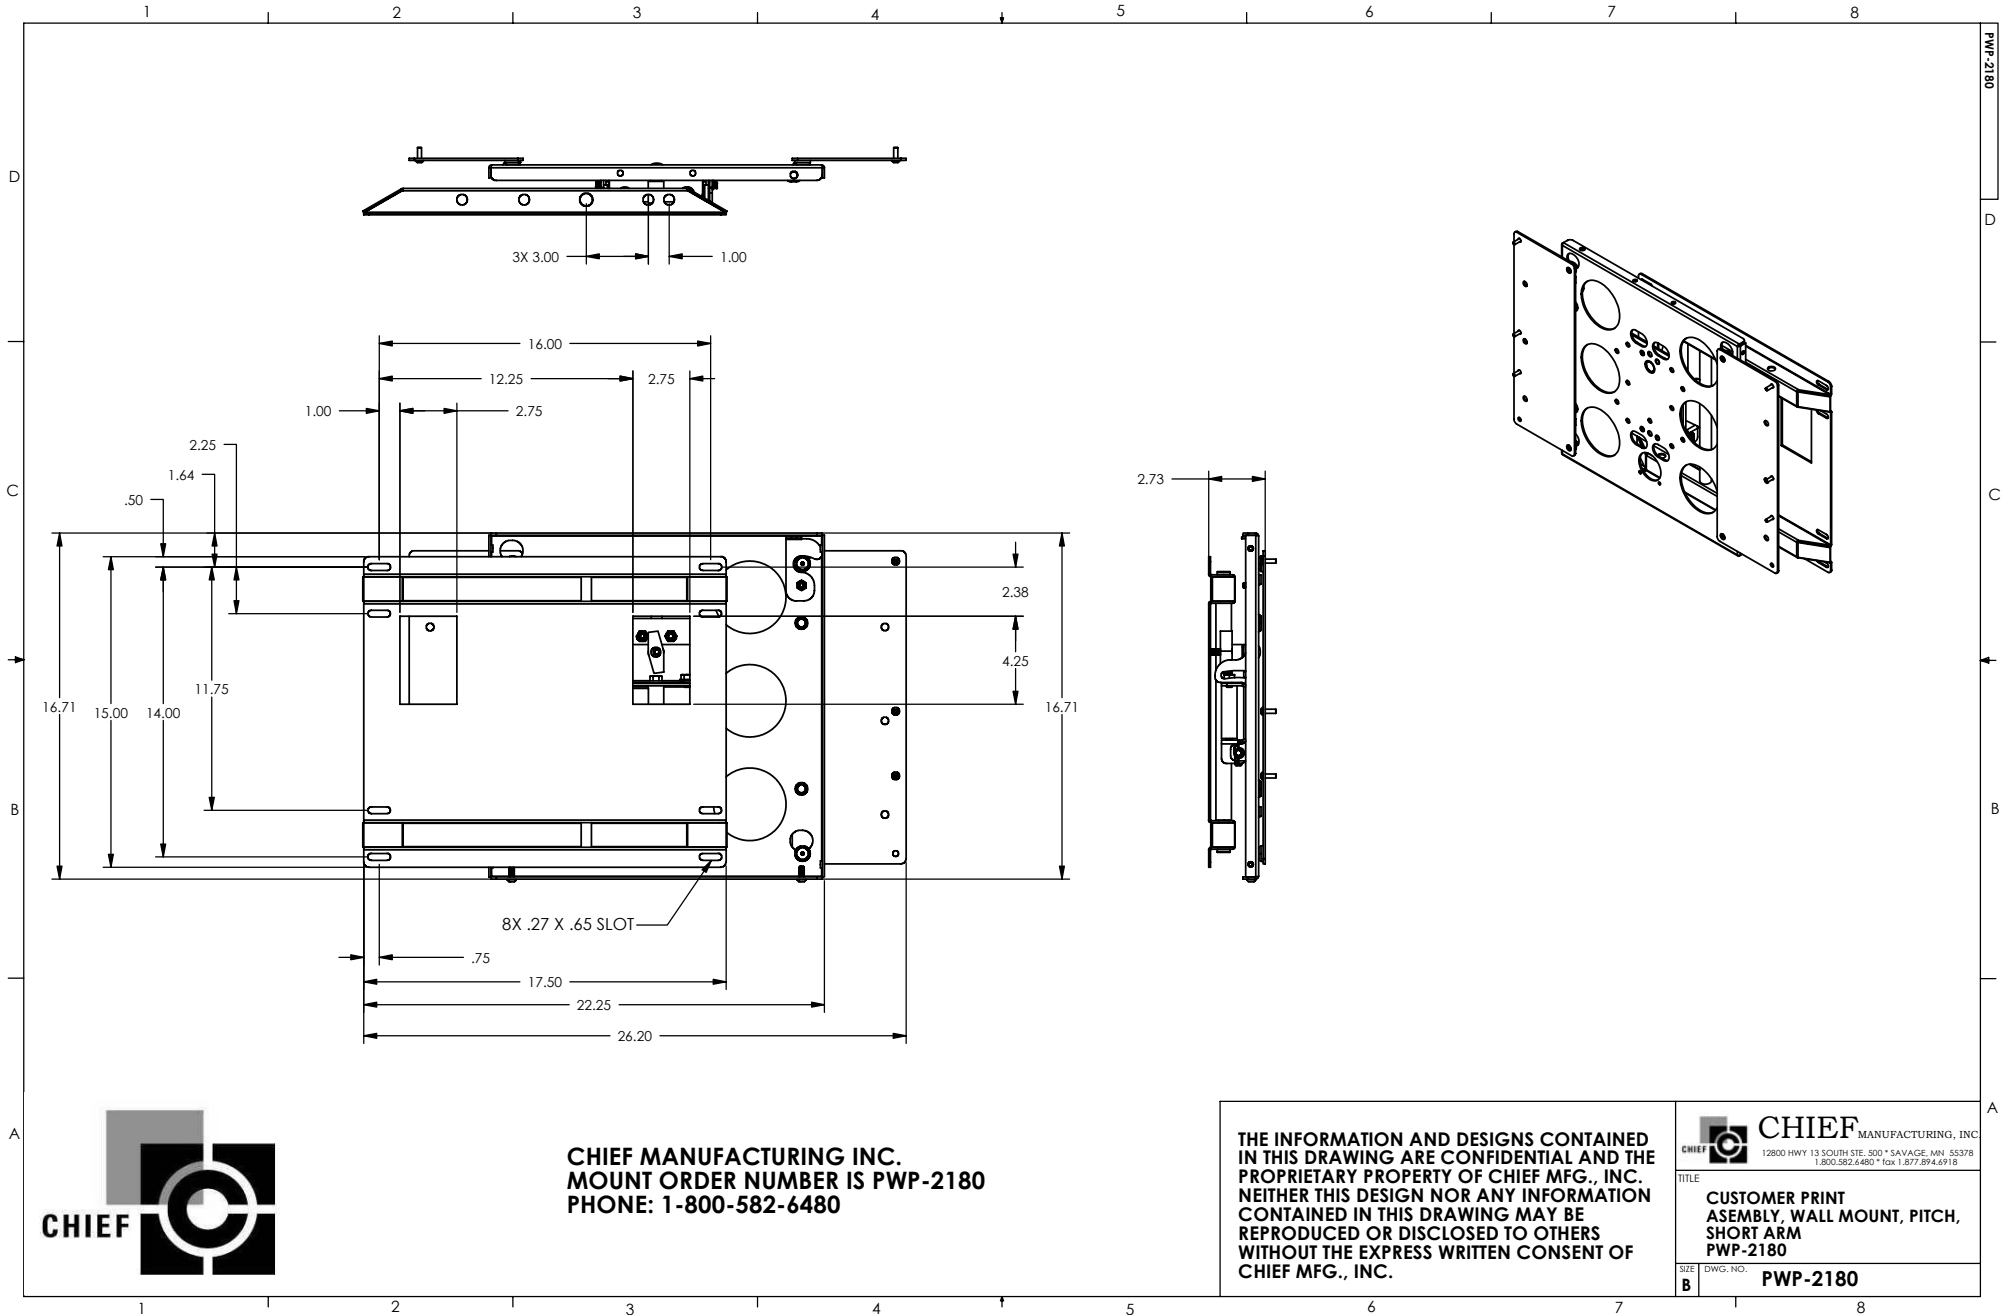 1 2 3 4 5 6 7 8
PWP-2180
D
D
3X 3.00
1.00
16.00
12.25
2.75
1.00
2.75
2.25
1.64
.50
C
C
2.73
2.38
4.25
16.71
15.00
14.00
11.75
16.71
B
B
8X .27 X .65 SLOT
.75
17.50
22.25
26.20
A
A
CHIEF
CHIEF MANUFACTURING INC.
MOUNT ORDER NUMBER IS PWP-2180
PHONE: 1-800-582-6480
THE INFORMATION AND DESIGNS CONTAINED
IN THIS DRAWING ARE CONFIDENTIAL AND THE
PROPRIETARY PROPERTY OF CHIEF MFG., INC.
NEITHER THIS DESIGN NOR ANY INFORMATION
CONTAINED IN THIS DRAWING MAY BE
REPRODUCED OR DISCLOSED TO OTHERS
WITHOUT THE EXPRESS WRITTEN CONSENT OF
CHIEF MFG., INC.
CHIEF
CHIEF MANUFACTURING, INC.
12800 HWY 13 SOUTH STE. 500 * SAVAGE, MN 55378
1.800.582.6480 * fax 1.877.894.6918
TITLE
CUSTOMER PRINT
ASEMBLY, WALL MOUNT, PITCH,
SHORT ARM
PWP-2180
SIZE
B
DWG. NO.
PWP-2180
1 2 3 4 5 6 7 8